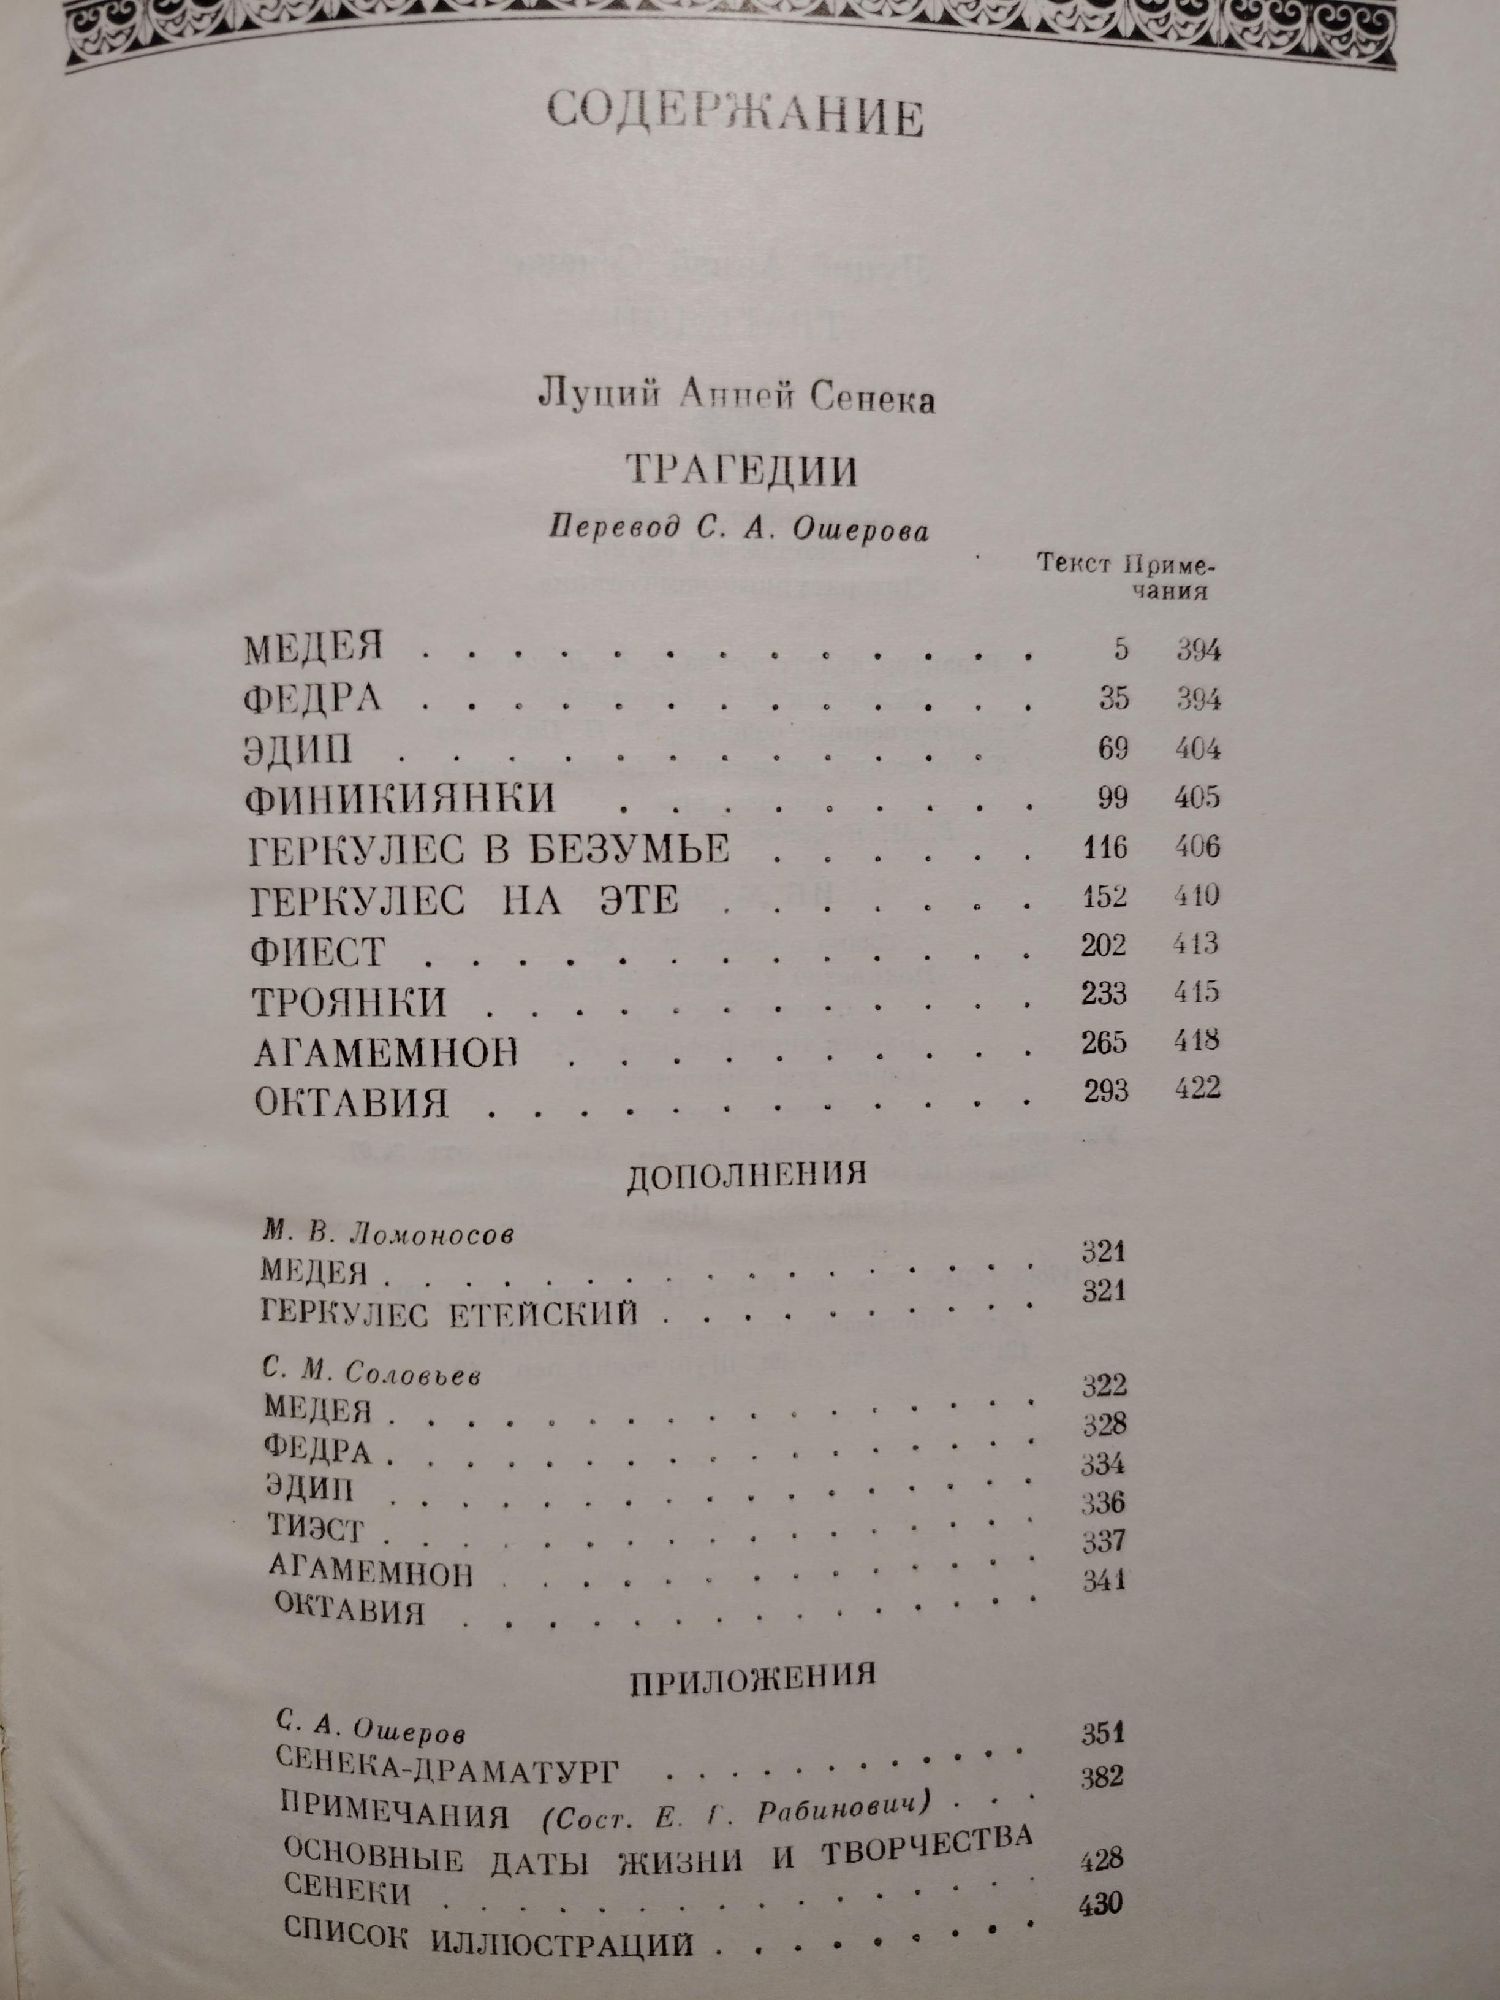 СОДЕРЖАНИЕ
Луций Анней Сенека
ТРАГЕДИИ
Перевод С. А. Ошерова
Текст Приме-
чания
МЕДЕЯ . . . . . . . . . . . . . 5 394
ФЕДРА . . . . . . . . . . . . . 35 394
ЭДИП . . . . . . . . . . . . . 69 404
ФИНИКИЯНКИ . . . . . . . . . 99 405
ГЕРКУЛЕС В БЕЗУМЬЕ . . . . . . 116 406
ГЕРКУЛЕС НА ЭТЕ . . . . . . . 152 410
ФИЕСТ . . . . . . . . . . . . . 202 413
ТРОЯНКИ . . . . . . . . . . . . 233 415
АГАМЕМНОН . . . . . . . . . . 265 418
ОКТАВИЯ . . . . . . . . . . . . 293 422
ДОПОЛНЕНИЯ
М. В. Ломоносов
МЕДЕЯ . . . . . . . . . . . . . . . . . 321
ГЕРКУЛЕС ЕТЕЙСКИЙ . . . . . . . . . . 321
С. М. Соловьев
МЕДЕЯ . . . . . . . . . . . . . . . . . 322
ФЕДРА . . . . . . . . . . . . . . . . . 328
ЭДИП . . . . . . . . . . . . . . . . . 334
ТИЭСТ . . . . . . . . . . . . . . . . . 336
АГАМЕМНОН . . . . . . . . . . . . . . 337
ОКТАВИЯ . . . . . . . . . . . . . . . 341
ПРИЛОЖЕНИЯ
С. А. Ошеров
СЕНЕКА-ДРАМАТУРГ . . . . . . . . . . . 351
ПРИМЕЧАНИЯ (Сост. Е. Г. Рабинович) . . . 382
ОСНОВНЫЕ ДАТЫ ЖИЗНИ И ТВОРЧЕСТВА
СЕНЕКИ . . . . . . . . . . . . . . . . 428
СПИСОК ИЛЛЮСТРАЦИЙ . . . . . . . . . 430